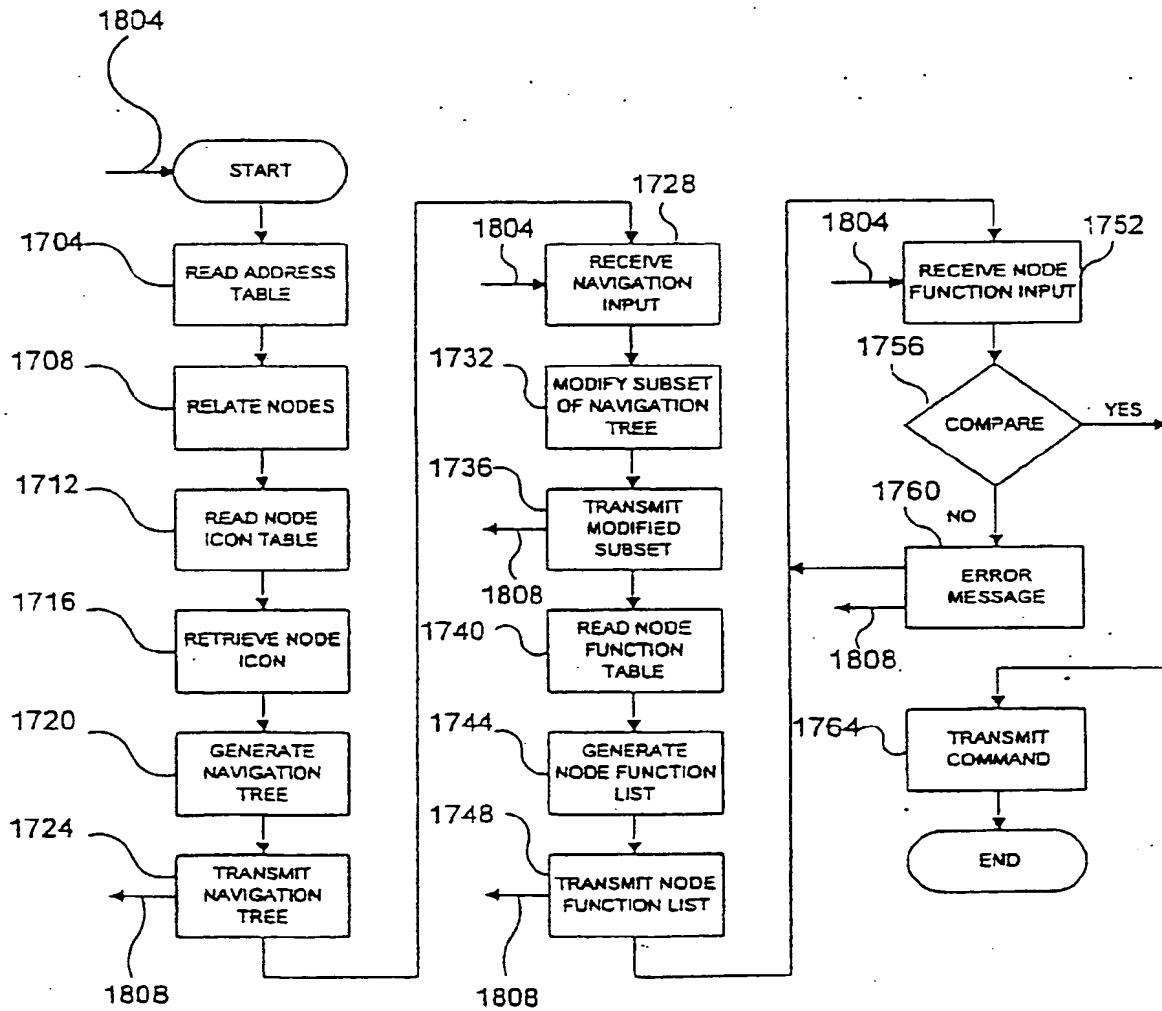 1804
START
1704
READ ADDRESS
TABLE
1708
RELATE NODES
1712
READ NODE
ICON TABLE
1716
RETRIEVE NODE
ICON
1720
GENERATE
NAVIGATION
TREE
1724
TRANSMIT
NAVIGATION
TREE
1808
1728
1804
RECEIVE
NAVIGATION
INPUT
1732
MODIFY SUBSET
OF NAVIGATION
TREE
1736
TRANSMIT
MODIFIED
SUBSET
1808
1740
READ NODE
FUNCTION
TABLE
1744
GENERATE
NODE FUNCTION
LIST
1748
TRANSMIT NODE
FUNCTION LIST
1808
1804
1752
RECEIVE NODE
FUNCTION INPUT
1756
COMPARE
YES
1760
NO
ERROR
MESSAGE
1808
1764
TRANSMIT
COMMAND
END